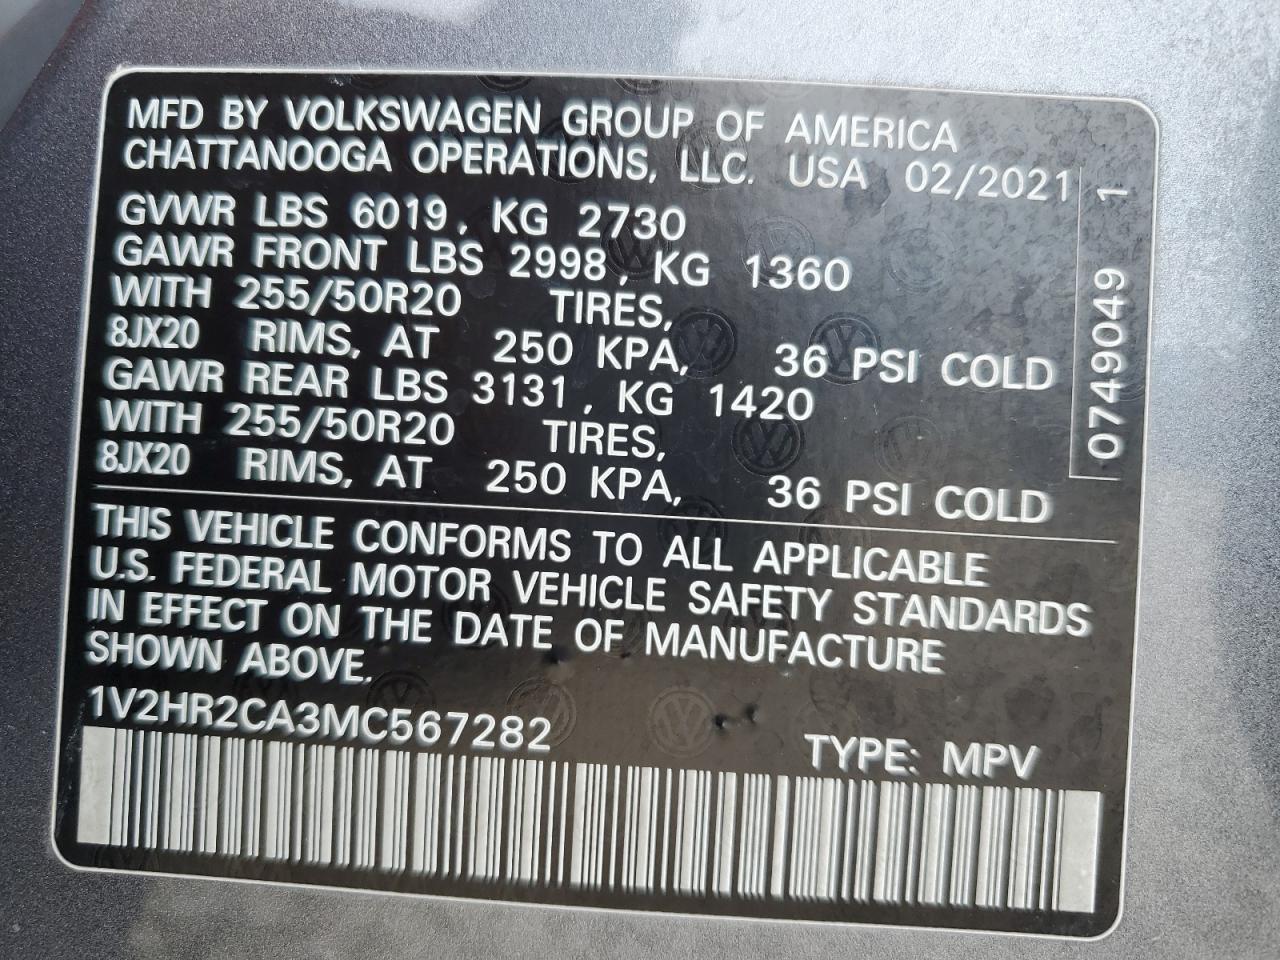 MFD BY VOLKSWAGEN GROUP OF AMERICA
CHATTANOOGA OPERATIONS, LLC. USA 02/2021
GVWR LBS 6019, KG 2730
GAWR FRONT LBS 2998, KG 1360
WITH 255/50R20 TIRES,
8JX20 RIMS, AT 250 KPA, 36 PSI COLD
GAWR REAR LBS 3131, KG 1420
WITH 255/50R20 TIRES,
8JX20 RIMS, AT 250 KPA, 36 PSI COLD
0749049 1
THIS VEHICLE CONFORMS TO ALL APPLICABLE
U.S. FEDERAL MOTOR VEHICLE SAFETY STANDARDS
IN EFFECT ON THE DATE OF MANUFACTURE
SHOWN ABOVE.
1V2HR2CA3MC567282
TYPE: MPV